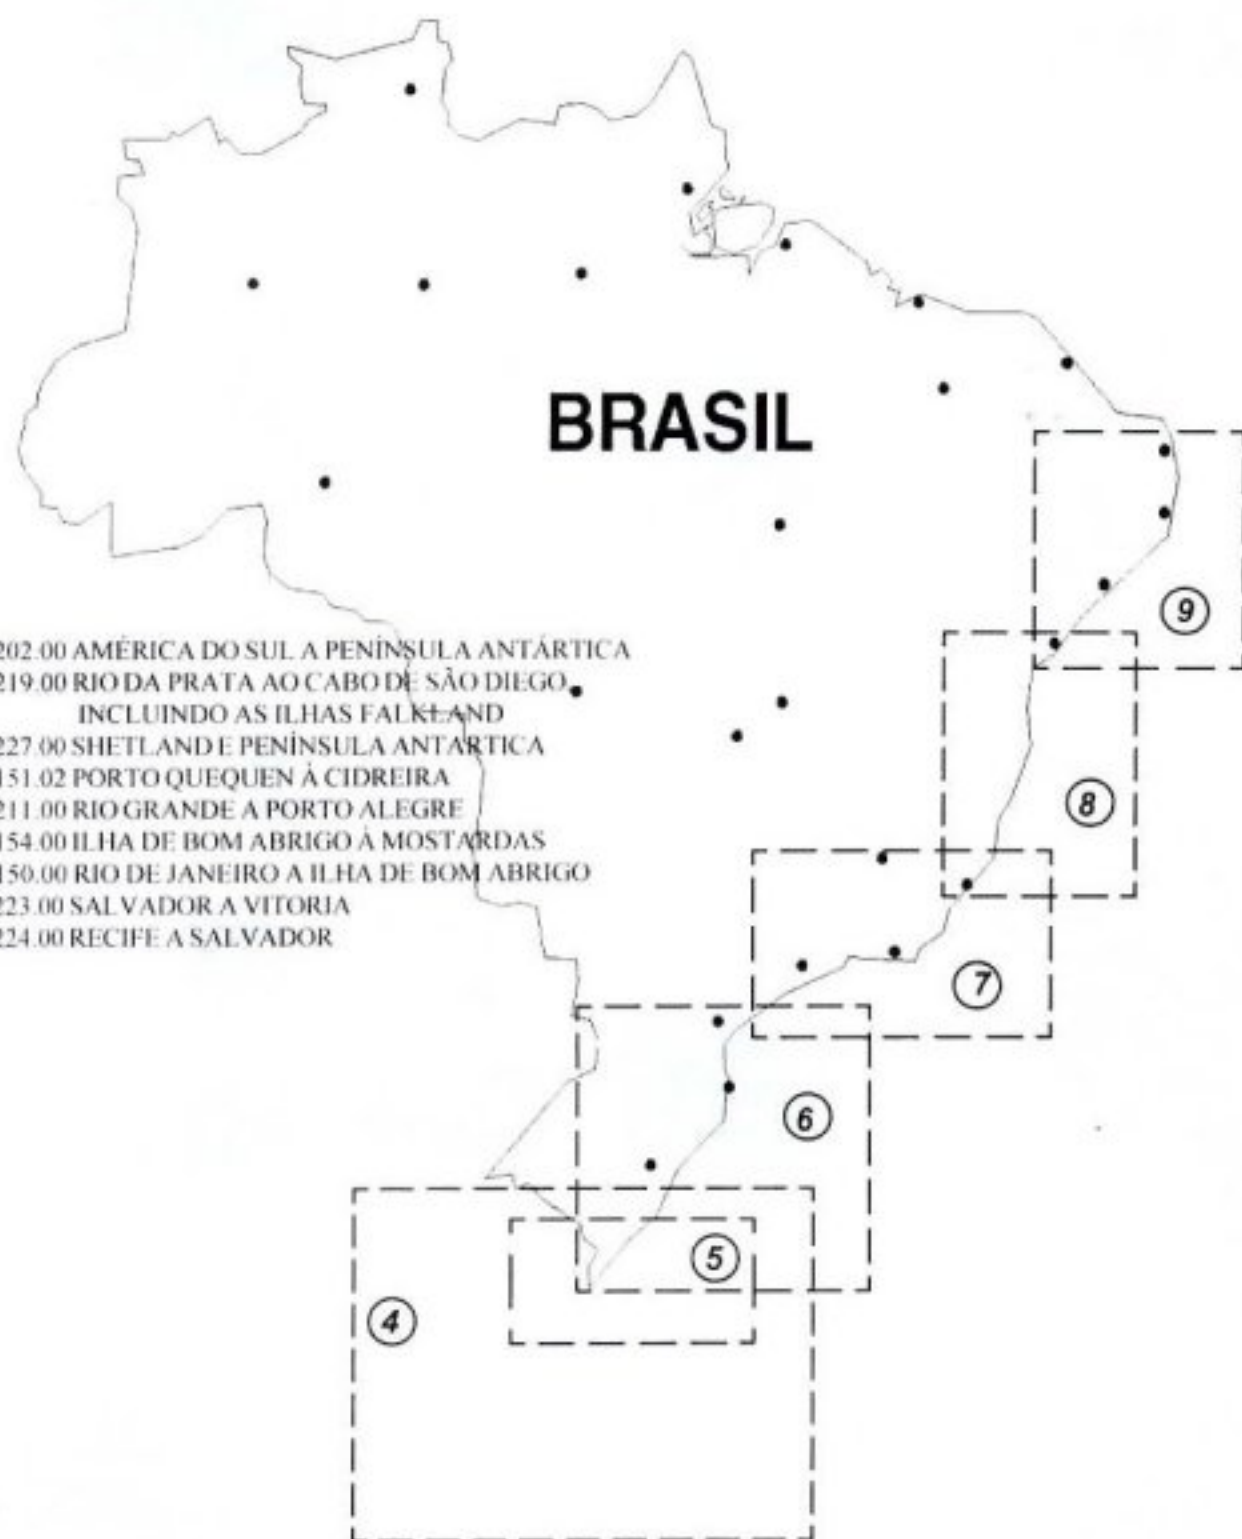 BRASIL
202.00 AMÉRICA DO SUL A PENÍNSULA ANTÁRTICA
219.00 RIO DA PRATA AO CABO DE SÃO DIEGO
INCLUINDO AS ILHAS FALKLAND
227.00 SHETLAND E PENÍNSULA ANTARTICA
151.02 PORTO QUEQUEN À CIDREIRA
211.00 RIO GRANDE A PORTO ALEGRE
154.00 ILHA DE BOM ABRIGO À MOSTARDAS
150.00 RIO DE JANEIRO A ILHA DE BOM ABRIGO
223.00 SALVADOR A VITORIA
224.00 RECIFE A SALVADOR
9
8
7
6
5
4